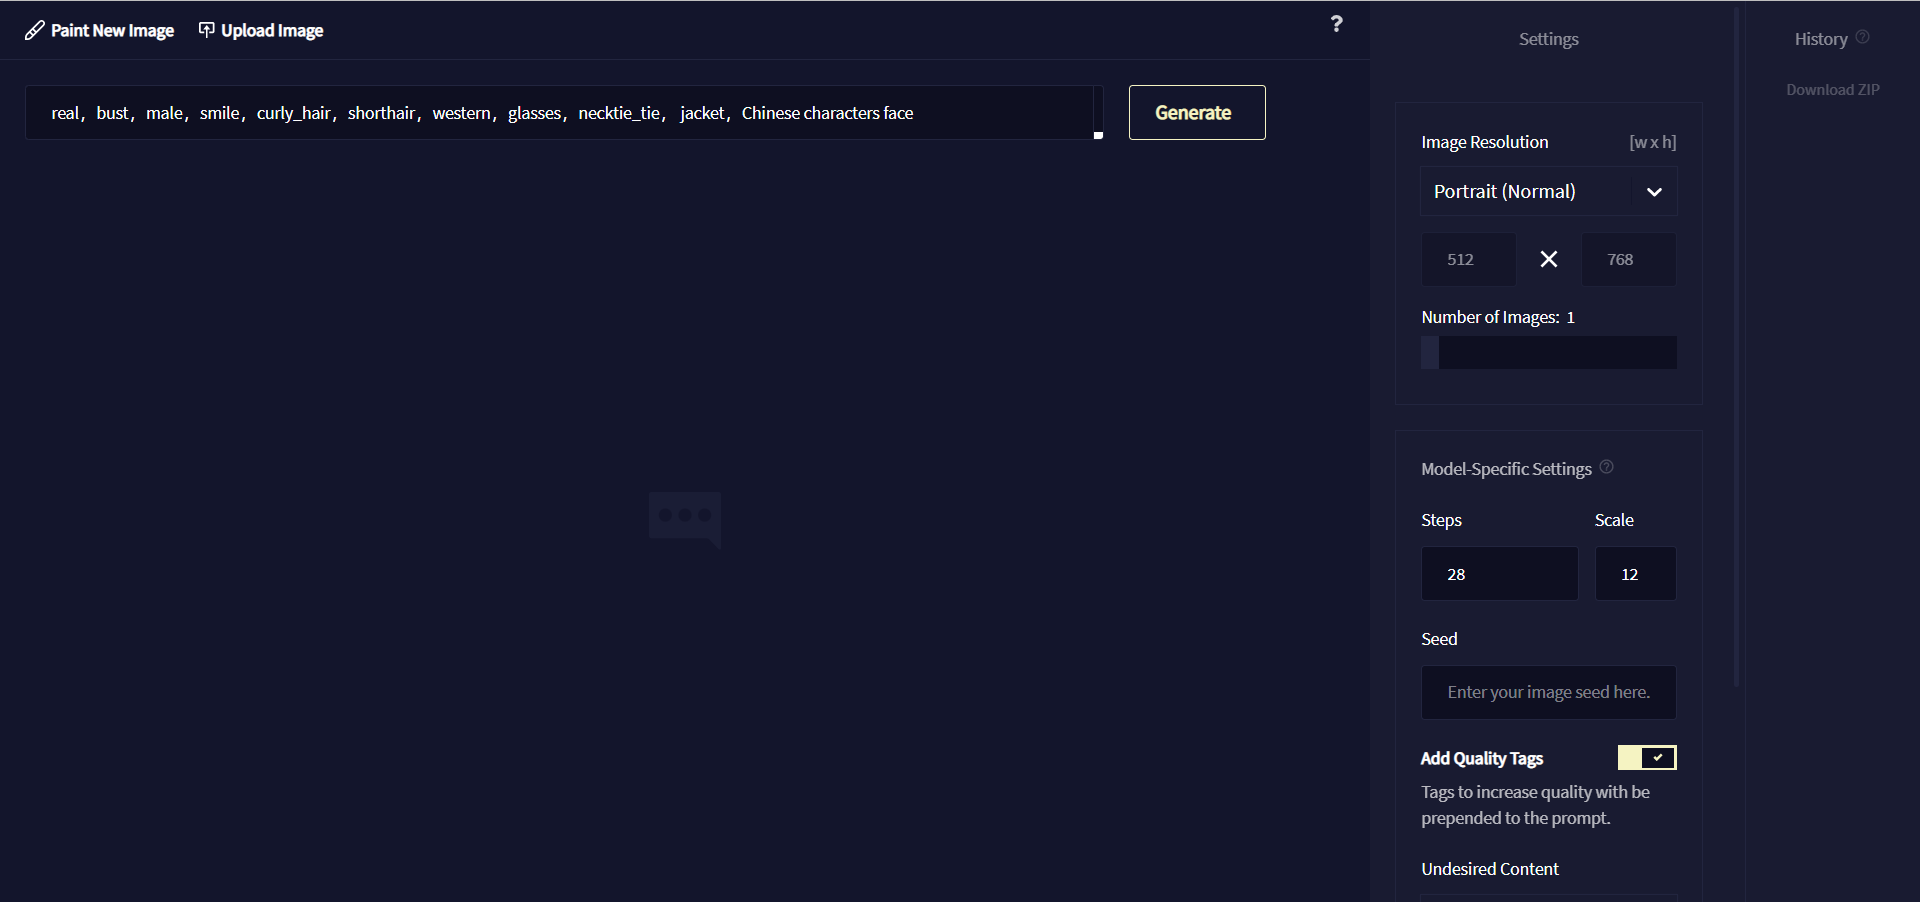 Paint New Image
Upload Image
?
real, bust, male, smile, curly_hair, shorthair, western, glasses, necktie_tie, jacket, Chinese characters face
Generate
Settings
Image Resolution [w x h]
Portrait (Normal)
512 768
Number of Images: 1
Model-Specific Settings ?
Steps Scale
28 12
Seed
Enter your image seed here.
Add Quality Tags
Tags to increase quality with be
prepended to the prompt.
Undesired Content
History ?
Download ZIP